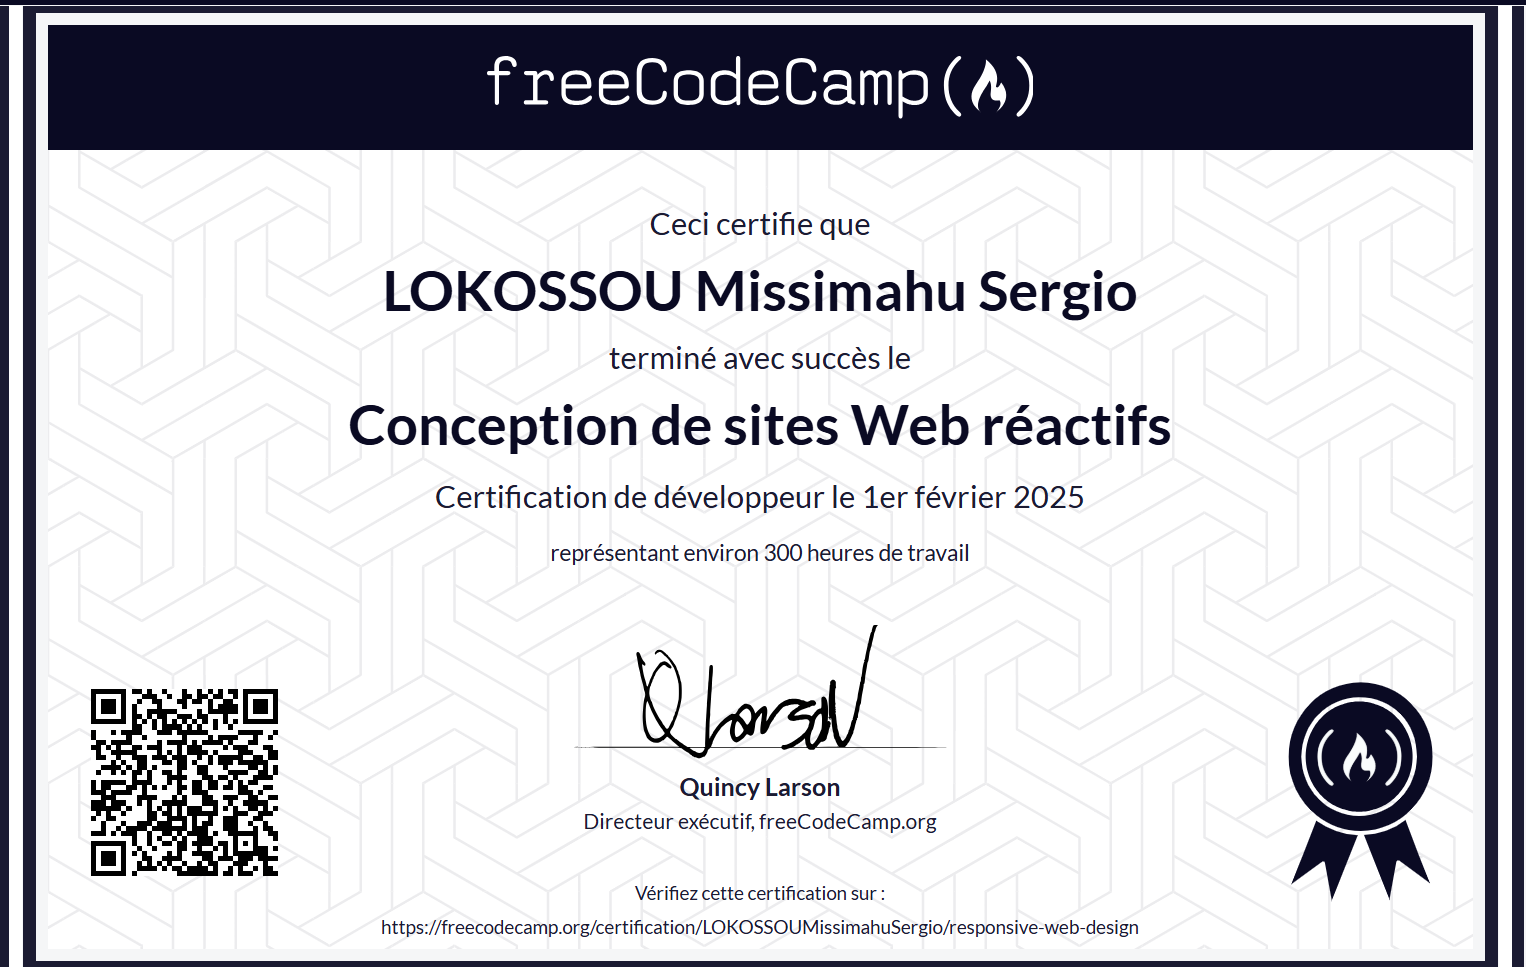 freeCodeCamp
Ceci certifie que
LOKOSSOU Missimahu Sergio
terminé avec succès le
Conception de sites Web réactifs
Certification de développeur le 1er février 2025
représentant environ 300 heures de travail
Q Larson
Quincy Larson
Directeur exécutif, freeCodeCamp.org
Vérifiez cette certification sur :
https://freecodecamp.org/certification/LOKOSSOUMissimahuSergio/responsive-web-design